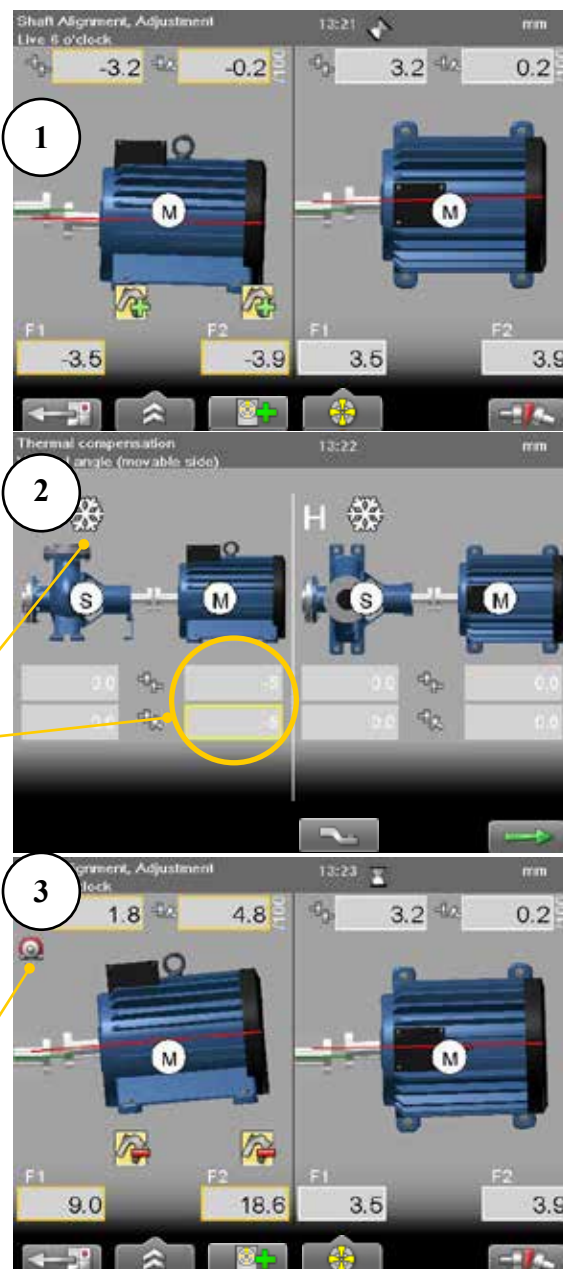 Shaft Alignment, Adjustment 13:21 mm
Live 6 o'clock
-3.2 -0.2 /100 3.2 0.2 /100
1
M M
F1 F2 F1 F2
-3.5 -3.9 3.5 3.9
Thermal compensation 13:22 mm
angle (movable side)
2
H
S M S M
0.0 -5 0.0 0.0
0.0 -5 0.0 0.0
Alignment, Adjustment 13:23 mm
3
1.8 4.8 /100 3.2 0.2 /100
M M
F1 F2 F1 F2
9.0 18.6 3.5 3.9